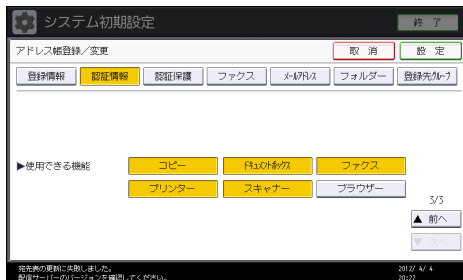 システム初期設定
終 了
アドレス帳登録／変更
取 消
設 定
登録情報
認証情報
認証保護
ファクス
ﾒｰﾙｱﾄﾞﾚｽ
フォルダー
登録先ｸﾞﾙｰﾌﾟ
▶使用できる機能
コピー
ﾄﾞｷｭﾒﾝﾄﾎﾞｯｸｽ
ファクス
プリンター
スキャナー
ブラウザー
3/3
▲ 前へ
▼ 次へ
宛先表の更新に失敗しました。
配信サーバーのバージョンを確認してください。
2012/ 4/ 4
20:22